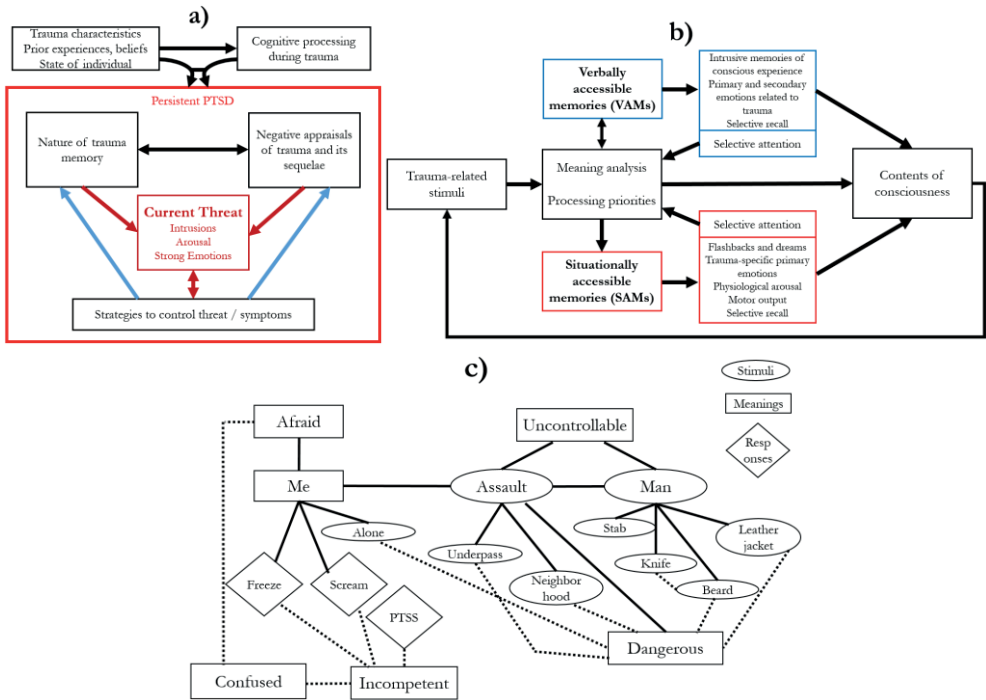 a)
Trauma characteristics
Prior experiences, beliefs
State of individual
Cognitive processing
during trauma
Persistent PTSD
Nature of trauma
memory
Negative appraisals
of trauma and its
sequelae
Current Threat
Intrusions
Arousal
Strong Emotions
Strategies to control threat / symptoms
b)
Verbally
accessible
memories (VAMs)
Intrusive memories of
conscious experience
Primary and secondary
emotions related to
trauma
Selective recall
Selective attention
Trauma-related
stimuli
Meaning analysis
Processing priorities
Contents of
consciousness
Selective attention
Situationally
accessible
memories (SAMs)
Flashbacks and dreams
Trauma-specific primary
emotions
Physiological arousal
Motor output
Selective recall
c)
Stimuli
Meanings
Resp
onses
Afraid
Uncontrollable
Me
Assault
Man
Alone
Underpass
Stab
Leather
jacket
Freeze
Scream
Neighbor
hood
Knife
Beard
PTSS
Dangerous
Confused
Incompetent